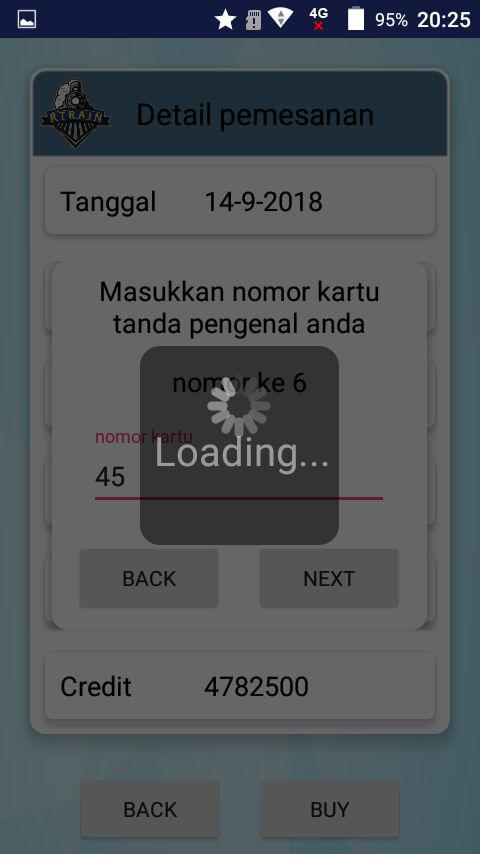 4G
95% 20:25
RTRAIN
Detail pemesanan
Tanggal 14-9-2018
Masukkan nomor kartu
tanda pengenal anda
nomor ke 6
nomor kartu
Loading...
45
BACK NEXT
Credit 4782500
BACK BUY